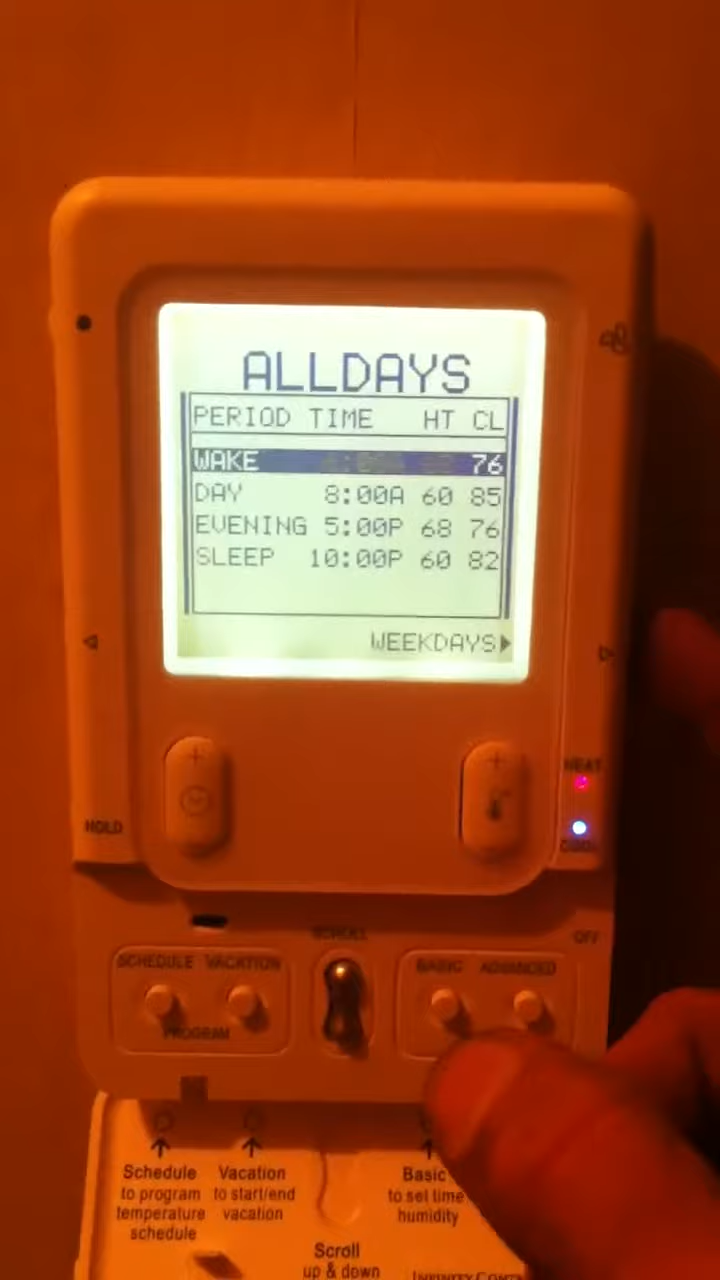 ALLDAYS
PERIOD TIME HT CL
WAKE 76
DAY 8:00A 60 85
EVENING 5:00P 68 76
SLEEP 10:00P 60 82
WEEKDAYS
HEAT
HOLD
COOL
SCROLL
OFF
SCHEDULE VACATION
BASIC ADVANCED
PROGRAM
Schedule
to program
temperature
schedule
Vacation
to start/end
vacation
Basic
to set time
humidity
Scroll
up & down